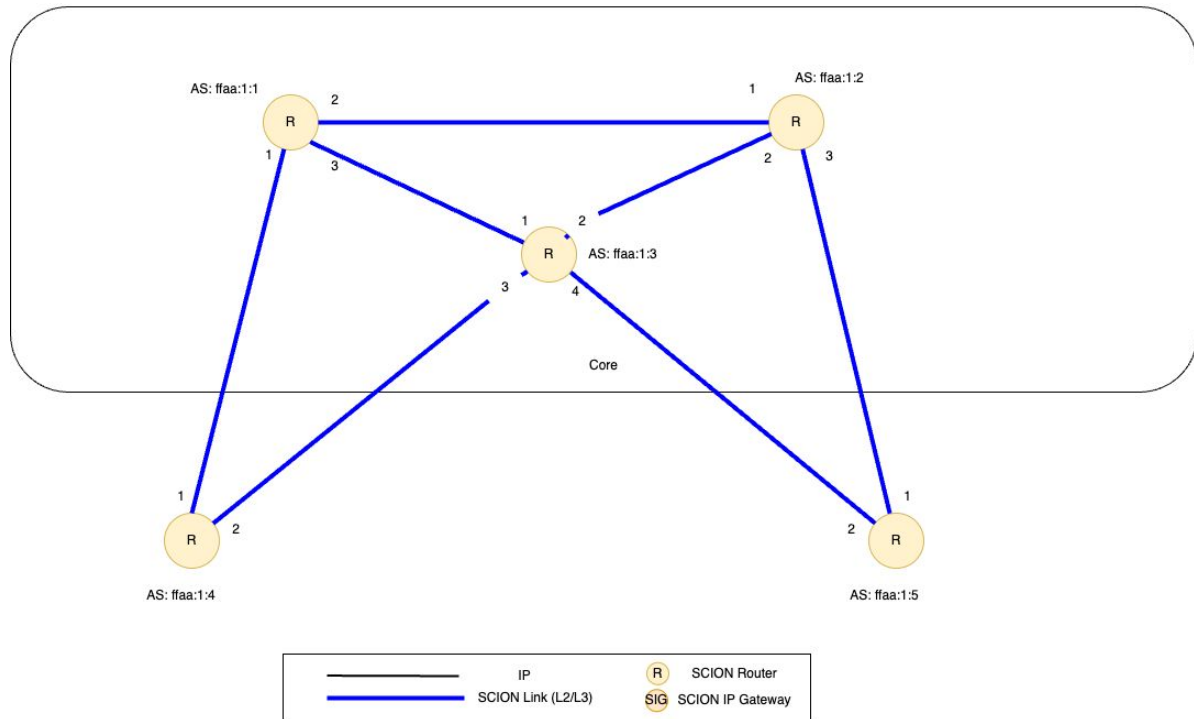 AS: ffaa:1:2
AS: ffaa:1:1
2
1
R
R
1
3
2
3
1
2
R
AS: ffaa:1:3
3
4
Core
1
1
2
2
R
R
AS: ffaa:1:4
AS: ffaa:1:5
IP
R
SCION Router
SCION Link (L2/L3)
SIG
SCION IP Gateway